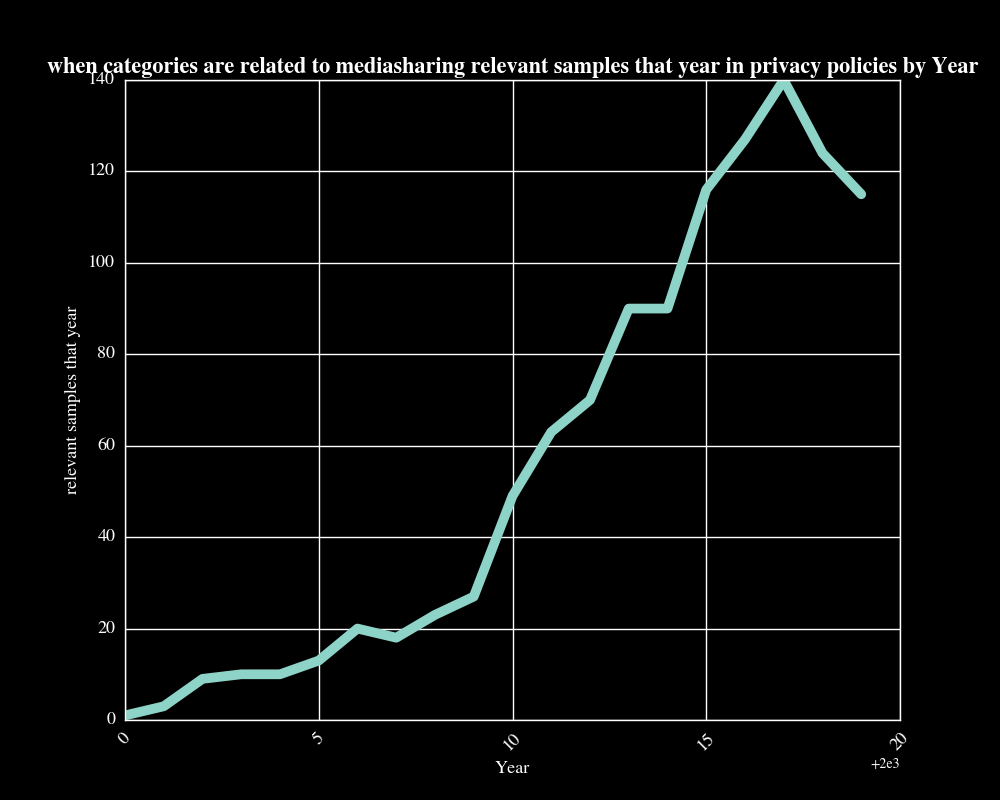 when categories are related to mediasharing relevant samples that year in privacy policies by Year
140
120
100
80
60
40
20
0
relevant samples that year
0 5 10 15 20
Year
+2e3